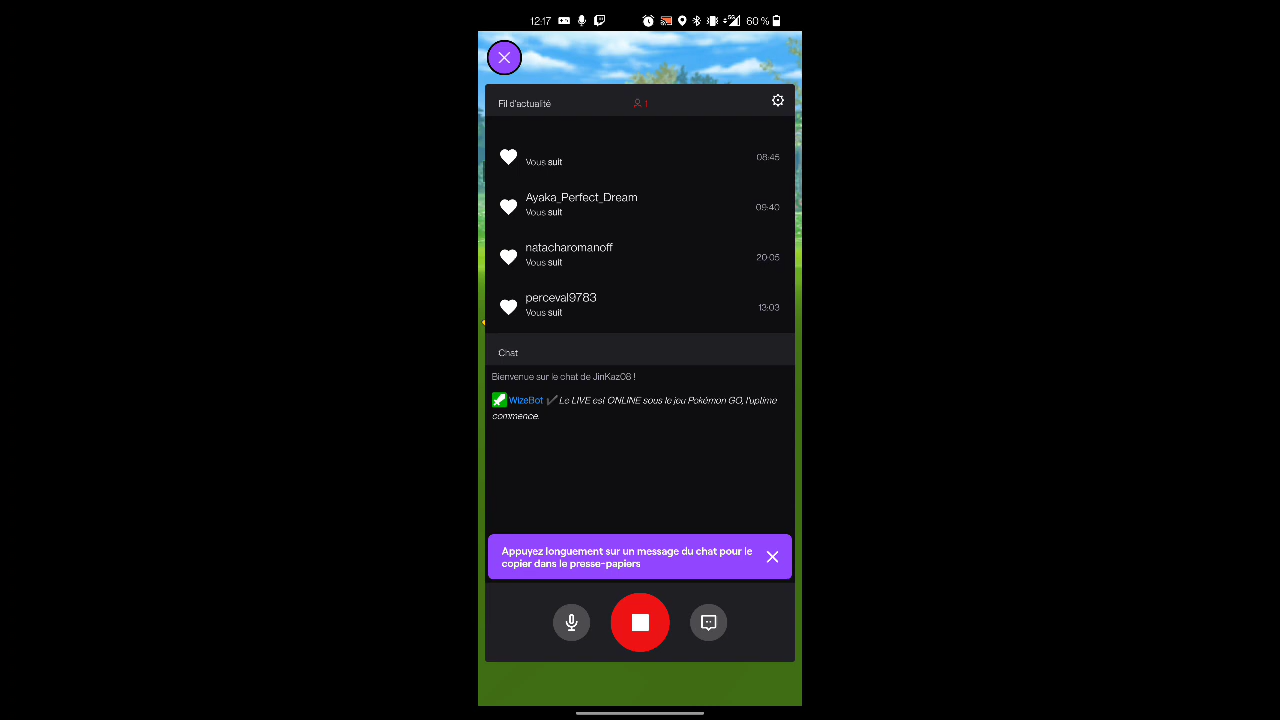 12.17
60 %
Fil d'actualité
1
Vous suit
08:45
Ayaka_Perfect_Dream
Vous suit
09:40
natacharomanoff
Vous suit
20:05
perceval9783
Vous suit
13:03
Chat
Bienvenue sur le chat de JinKaz08 !
WizeBot ✔ Le LIVE est ONLINE sous le jeu Pokémon GO, l'uptime
commence.
Appuyez longuement sur un message du chat pour le
copier dans le presse-papiers